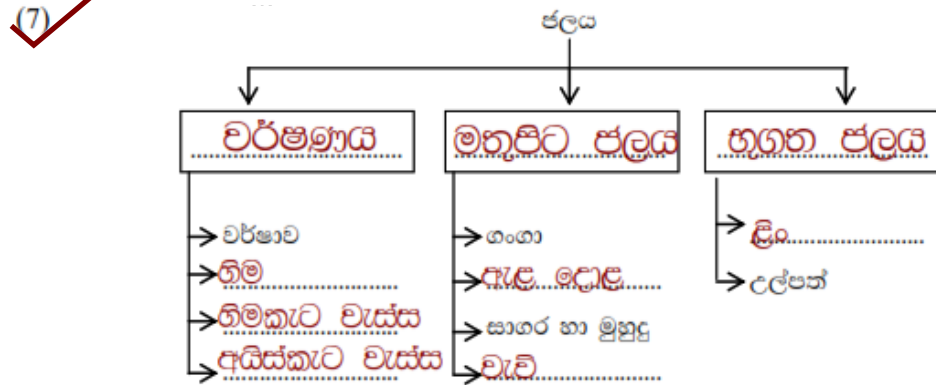 (7)
ජලය
වර්ෂණය
මතුපිට ජලය
භූගත ජලය
වර්ෂාව
හිම
හිමකැට වැස්ස
අයිස්කැට වැස්ස
ගංගා
ඇළ දොළ
සාගර හා මුහුදු
වැව්
ළිං
උල්පත්